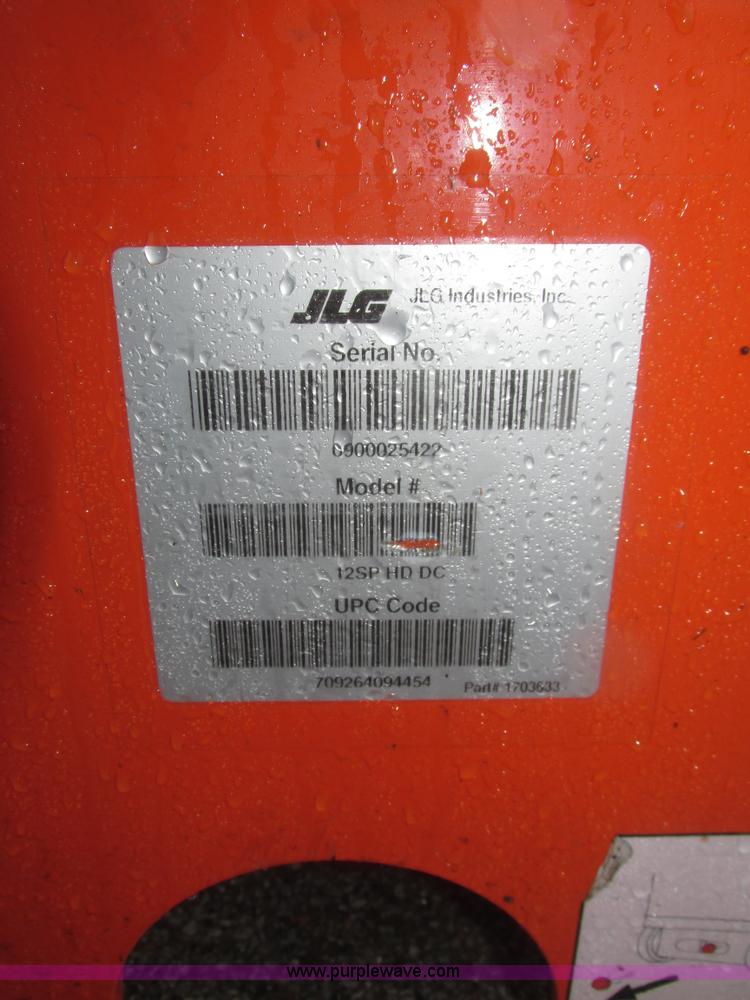 JLG JLG Industries, Inc.
Serial No.
0900025422
Model #
12SP HD DC
UPC Code
709264094454 Part# 1703633
www.purplewave.com